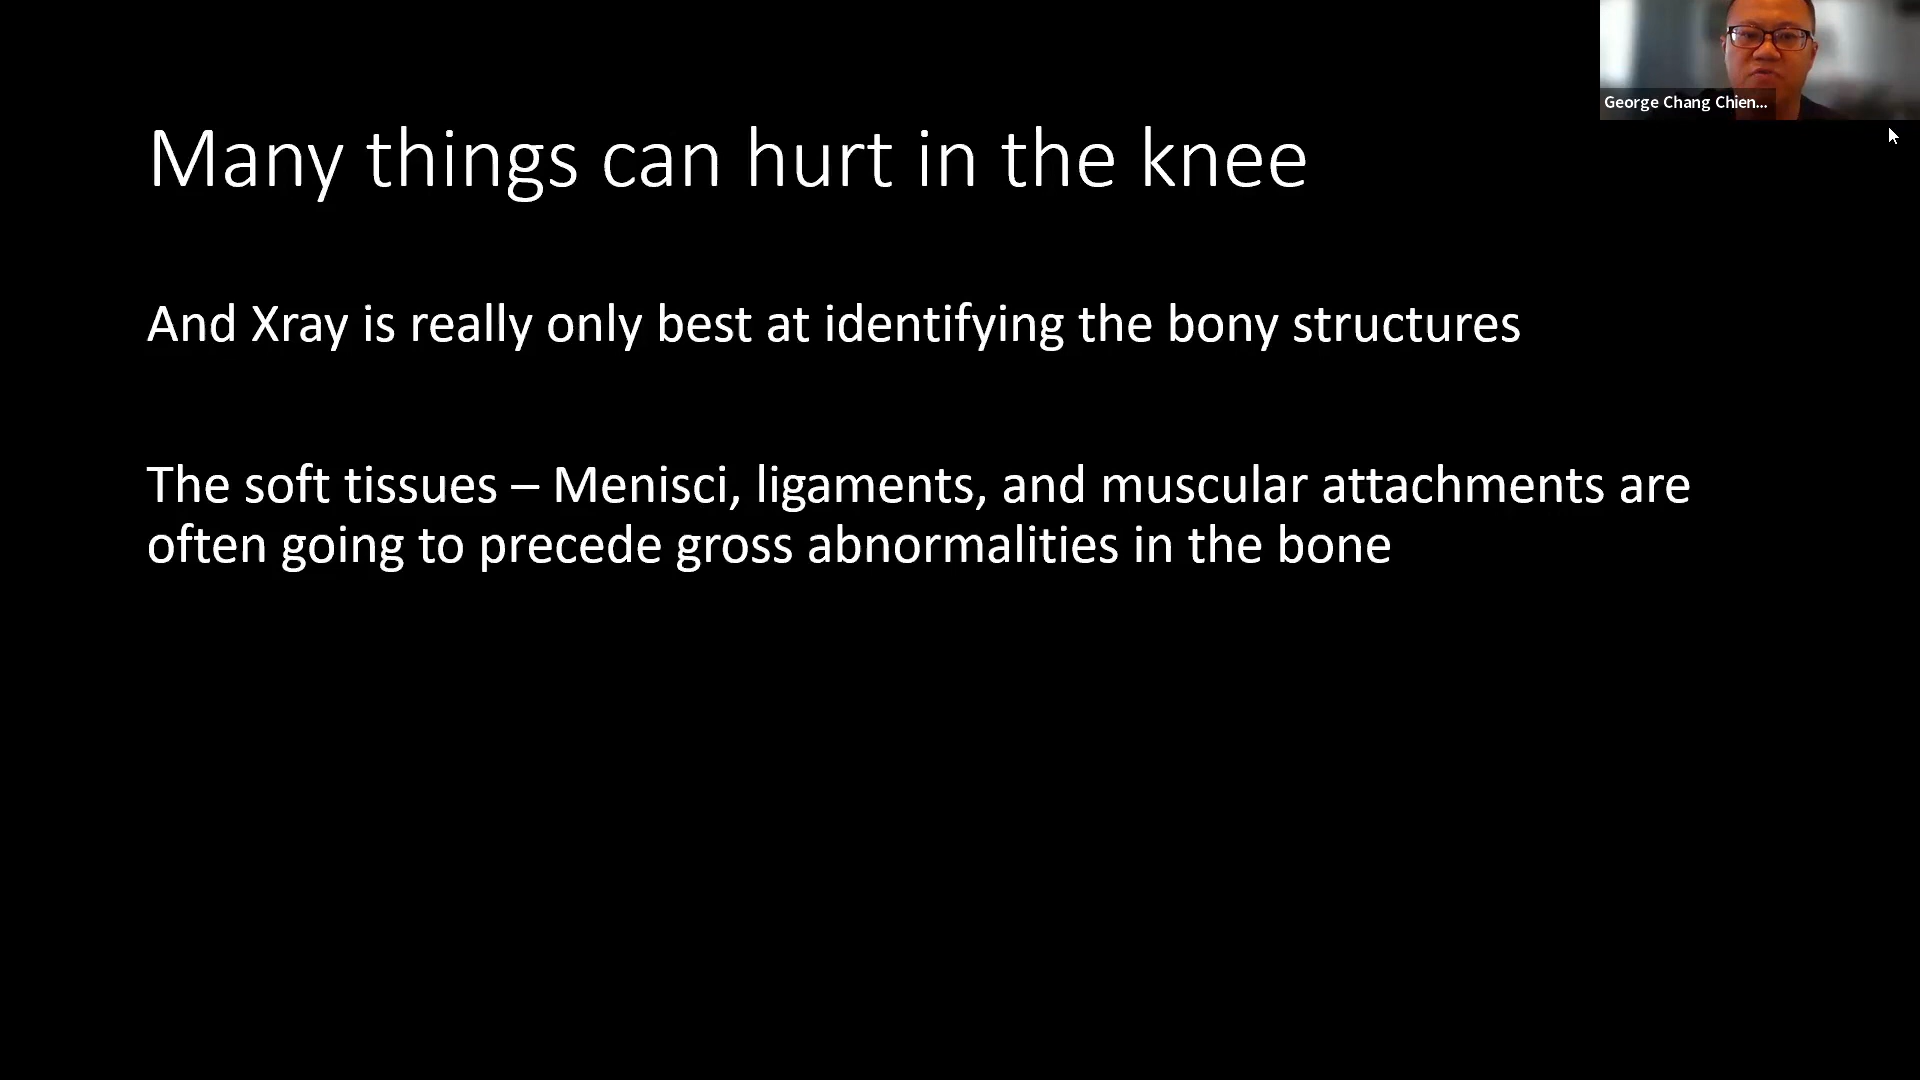 George Chang Chien...
Many things can hurt in the knee
And Xray is really only best at identifying the bony structures
The soft tissues – Menisci, ligaments, and muscular attachments are
often going to precede gross abnormalities in the bone